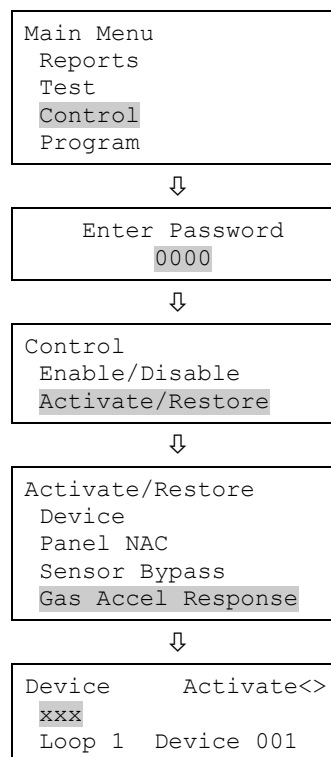 Main Menu
Reports
Test
Control
Program
⇩
Enter Password
0000
⇩
Control
Enable/Disable
Activate/Restore
⇩
Activate/Restore
Device
Panel NAC
Sensor Bypass
Gas Accel Response
⇩
Device Activate<>
xxx
Loop 1 Device 001